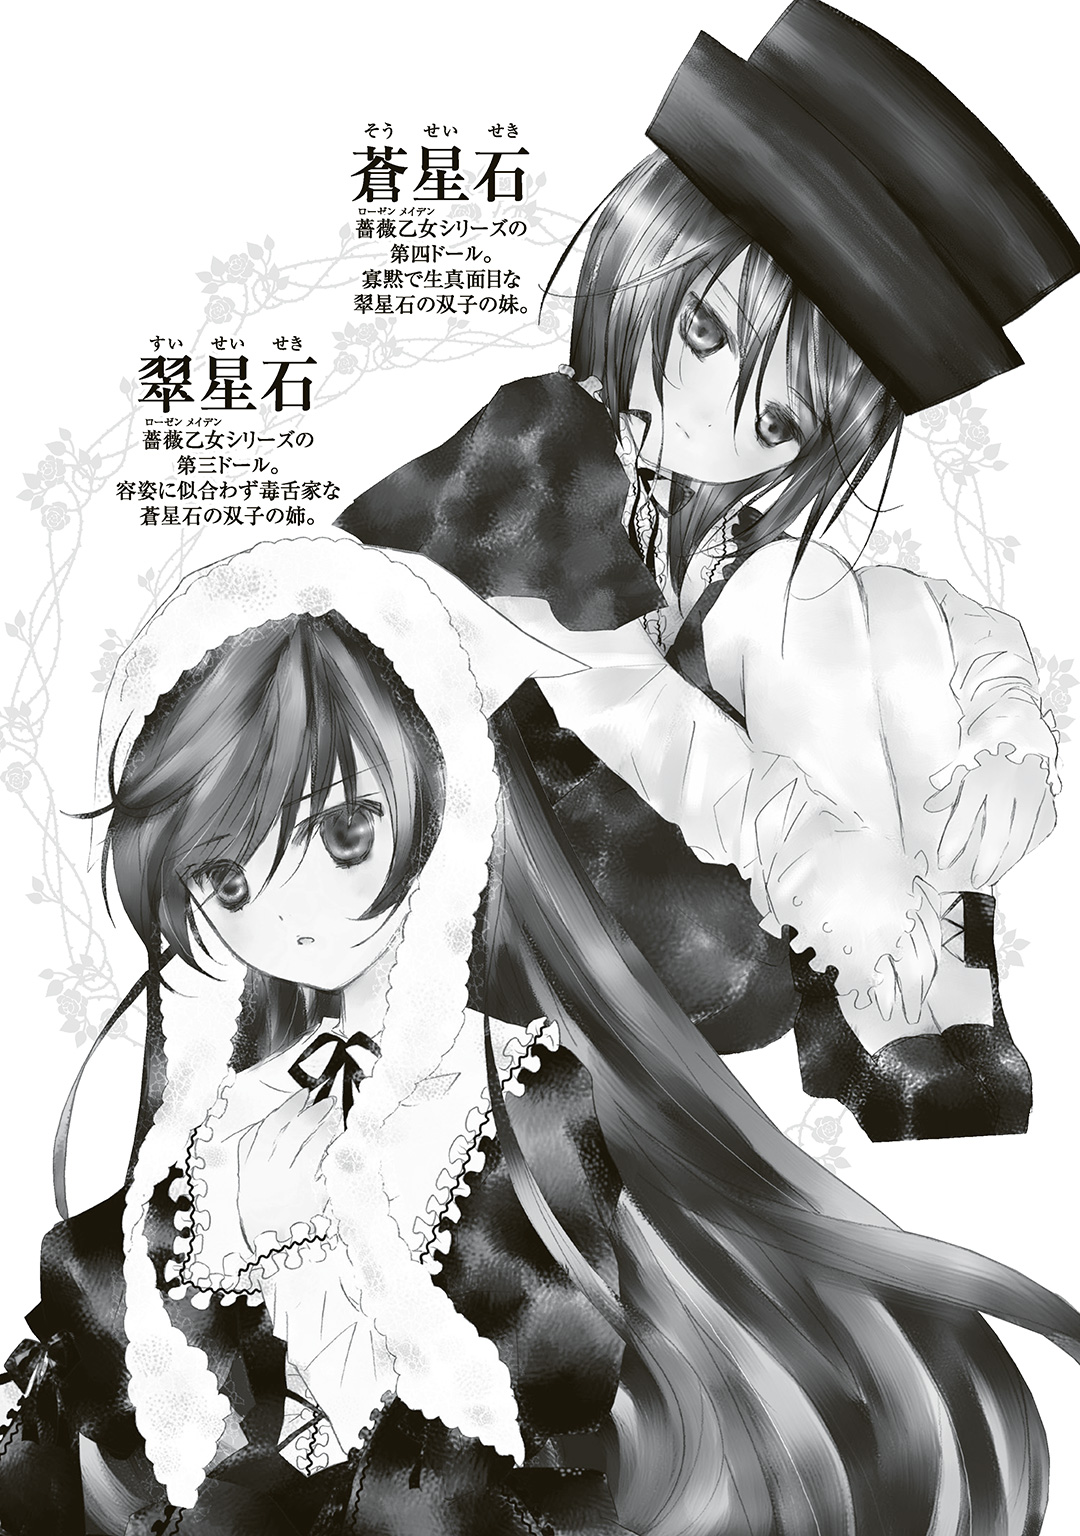 そう せい せき
蒼星石
ローゼン メイデン
薔薇乙女シリーズの
第四ドール。
寡黙で生真面目な
翠星石の双子の妹。
すい せい せき
翠星石
ローゼン メイデン
薔薇乙女シリーズの
第三ドール。
容姿に似合わず毒舌家な
蒼星石の双子の姉。